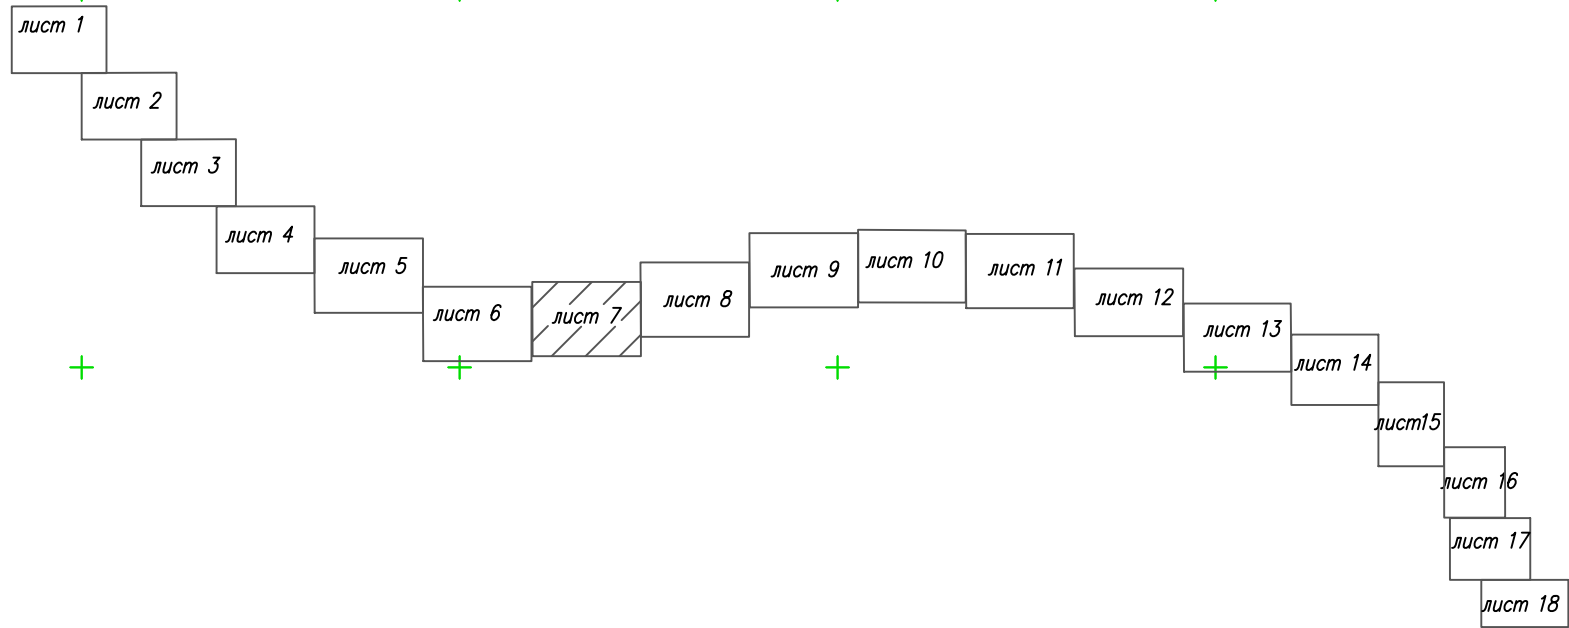 лист 1
лист 2
лист 3
лист 4
лист 5
лист 6
лист 7
лист 8
лист 9
лист 10
лист 11
лист 12
лист 13
лист 14
лист15
лист 16
лист 17
лист 18